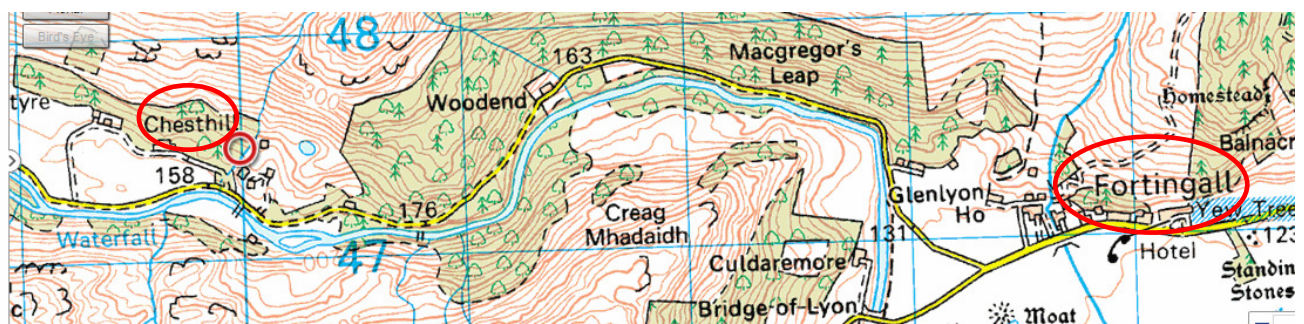 Bird's Eye
48
Macgregor's
Leap
163
tyre
Woodend
Chesthil
300
Homestead
Balnacr
158
Glenlyon
Ho
Fortingall
Yew Tree
176
Creag
Mhadaidh
Waterfall
47
131
Hotel
123
Culdaremore
Standin
Stones
Bridge-of-Lyon
Moat
c